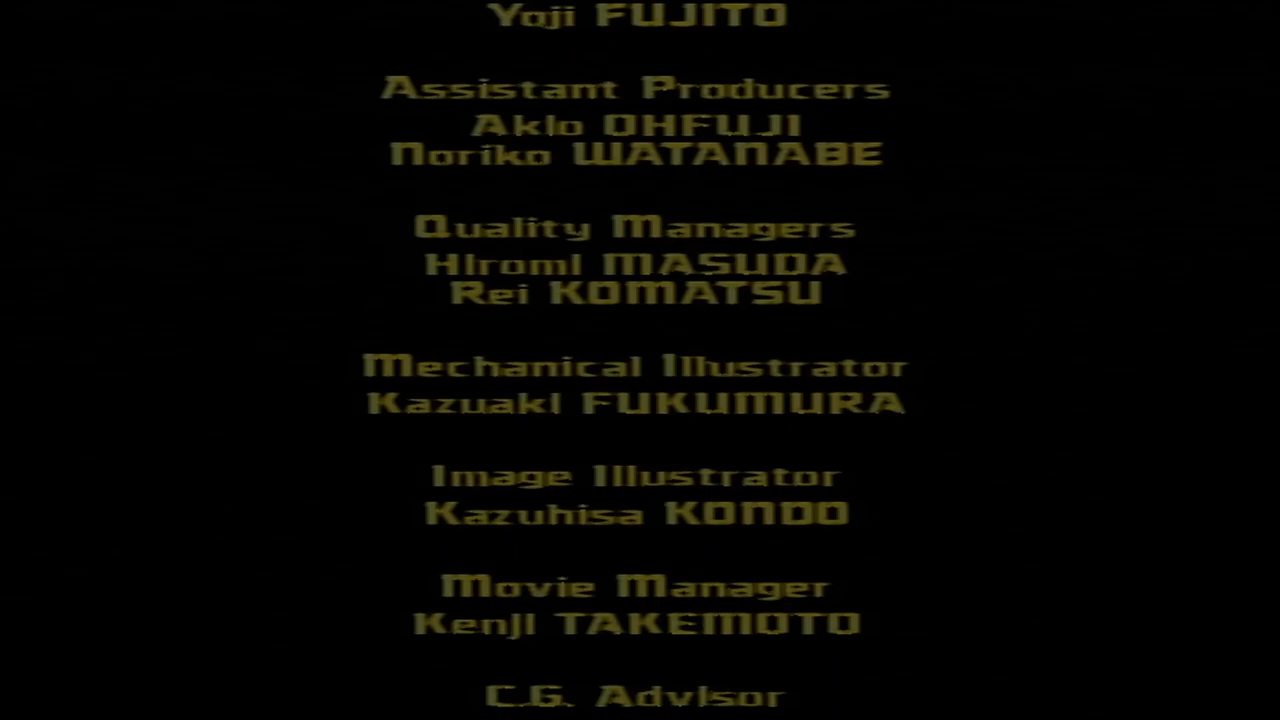 Yoji FUJITO
Assistant Producers
Akio OHFUJI
Noriko WATANABE
Quality Managers
Hiromi MASUDA
Rei KOMATSU
Mechanical Illustrator
Kazuaki FUKUMURA
Image Illustrator
Kazuhisa KONDO
Movie Manager
Kenji TAKEMOTO
C.G. Advisor